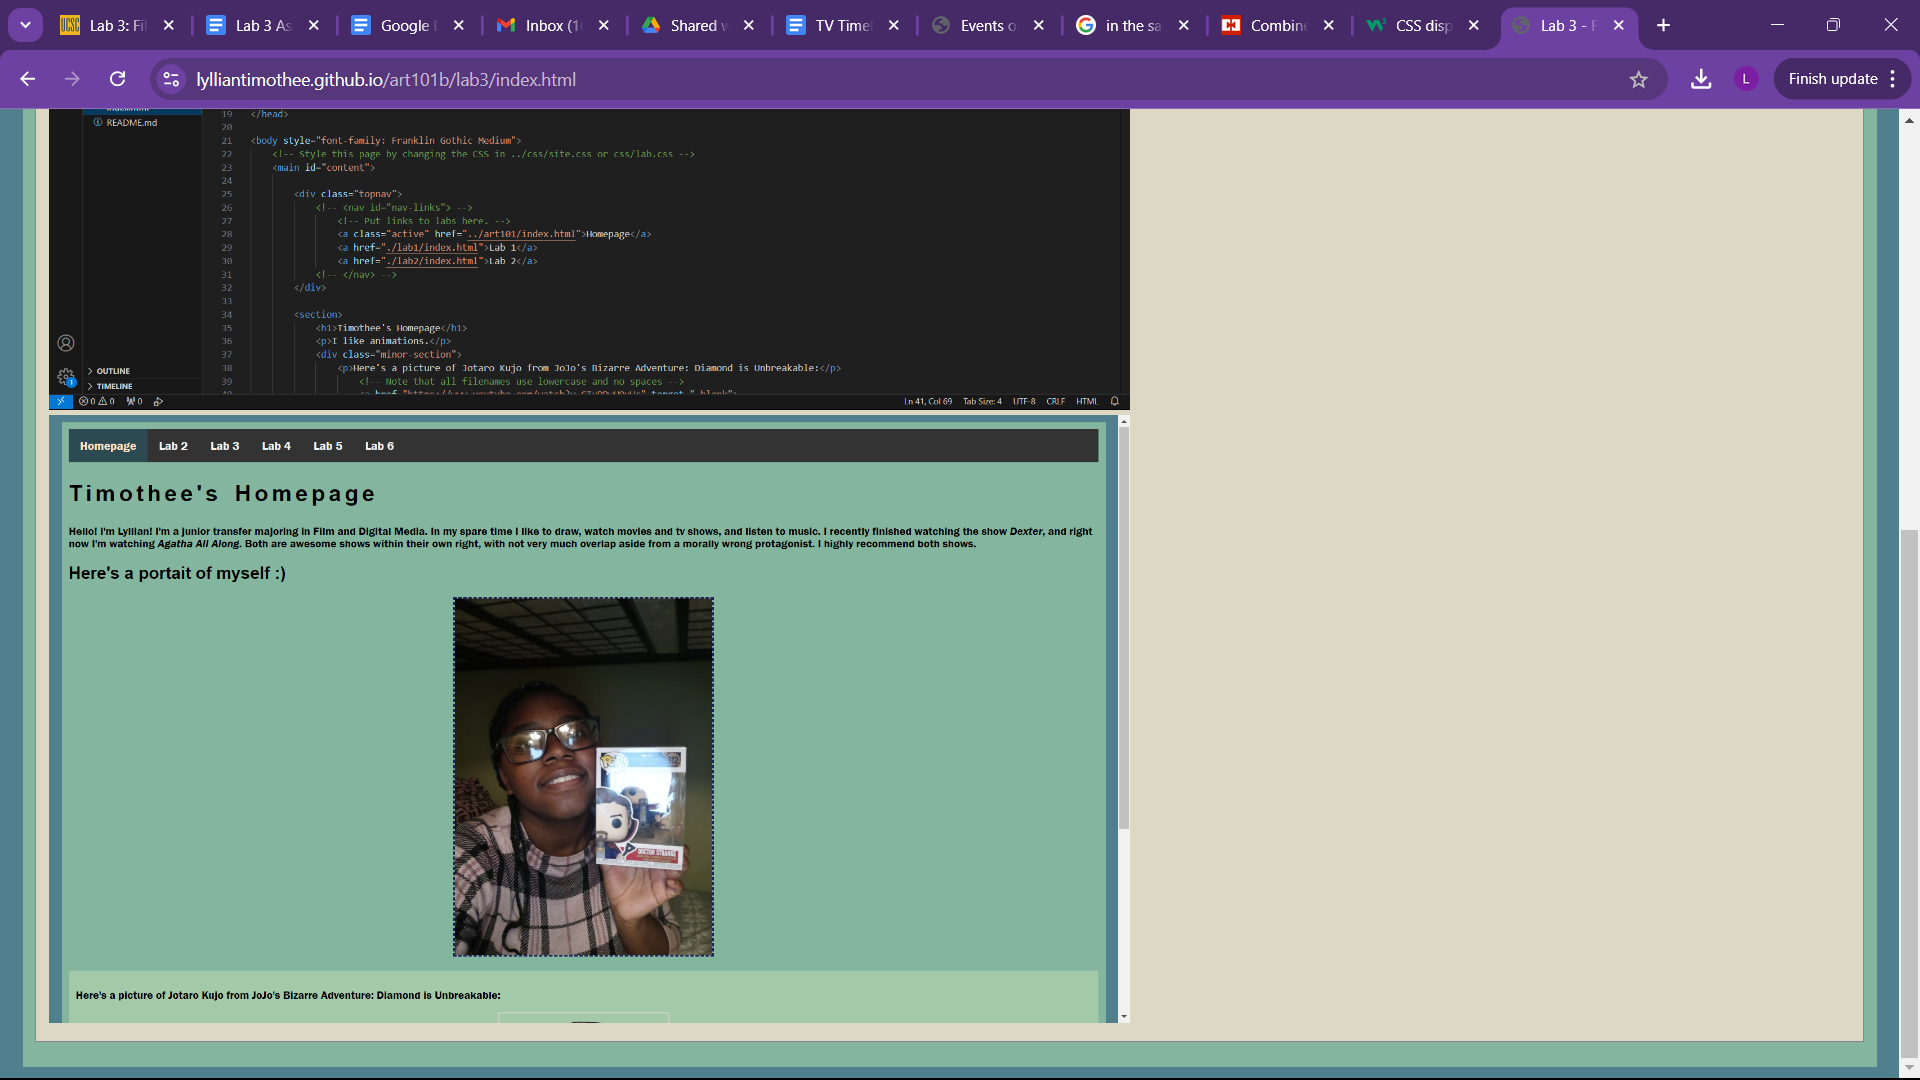 Lab 3: Fi
Lab 3 As
Google
Inbox (1
Shared w
TV Time
Events o
in the sa
Combin
CSS disp
Lab 3 -
lylliantimothee.github.io/art101b/lab3/index.html
L
Finish update
README.md
19 </head>
20
21 <body style="font-family: Franklin Gothic Medium">
22 <!-- Style this page by changing the CSS in ../css/site.css or css/lab.css -->
23 <main id="content">
24
25 <div class="topnav">
26 <!-- <nav id="nav-links"> -->
27 <!-- Put links to labs here. -->
28 <a class="active" href="../art101/index.html">Homepage</a>
29 <a href="./lab1/index.html">Lab 1</a>
30 <a href="./lab2/index.html">Lab 2</a>
31 <!-- </nav> -->
32 </div>
33
34 <section>
35 <h1>Timothee's Homepage</h1>
36 <p>I like animations.</p>
37 <div class="minor-section">
38 <p>Here's a picture of Jotaro Kujo from JoJo's Bizarre Adventure: Diamond is Unbreakable:</p>
39 <!-- Note that all filenames use lowercase and no spaces -->
OUTLINE
TIMELINE
1
0 0 0 Ln 41, Col 69 Tab Size: 4 UTF-8 CRLF HTML
Homepage Lab 2 Lab 3 Lab 4 Lab 5 Lab 6
Timothee's Homepage
Hello! I'm Lyllian! I'm a junior transfer majoring in Film and Digital Media. In my spare time I like to draw, watch movies and tv shows, and listen to music. I recently finished watching the show Dexter, and right
now I'm watching Agatha All Along. Both are awesome shows within their own right, with not very much overlap aside from a morally wrong protagonist. I highly recommend both shows.
Here's a portait of myself :)
POP!
DOCTOR STRANGE
Here's a picture of Jotaro Kujo from JoJo's Bizarre Adventure: Diamond is Unbreakable: